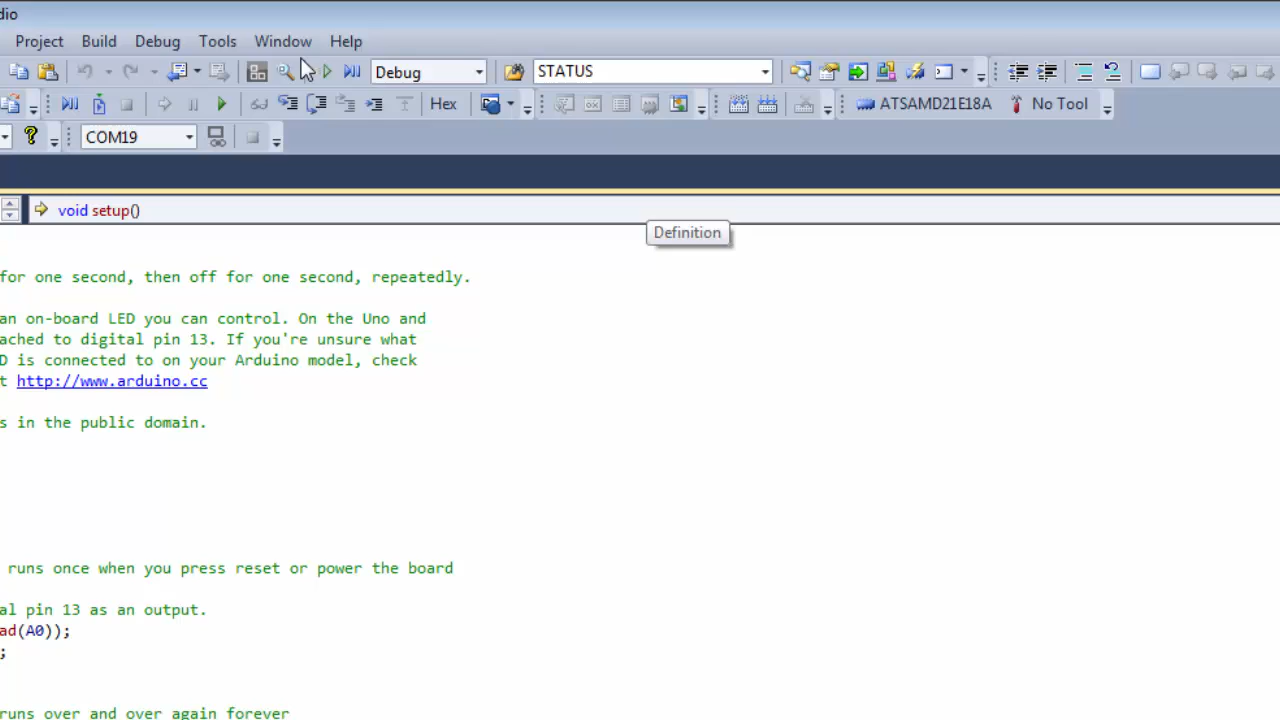 dio
Project Build Debug Tools Window Help
Debug STATUS
Hex ATSAMD21E18A No Tool
COM19
void setup()
Definition
for one second, then off for one second, repeatedly.
an on-board LED you can control. On the Uno and
ached to digital pin 13. If you're unsure what
D is connected to on your Arduino model, check
t http://www.arduino.cc
s in the public domain.
runs once when you press reset or power the board
al pin 13 as an output.
ad(A0));
;
runs over and over again forever